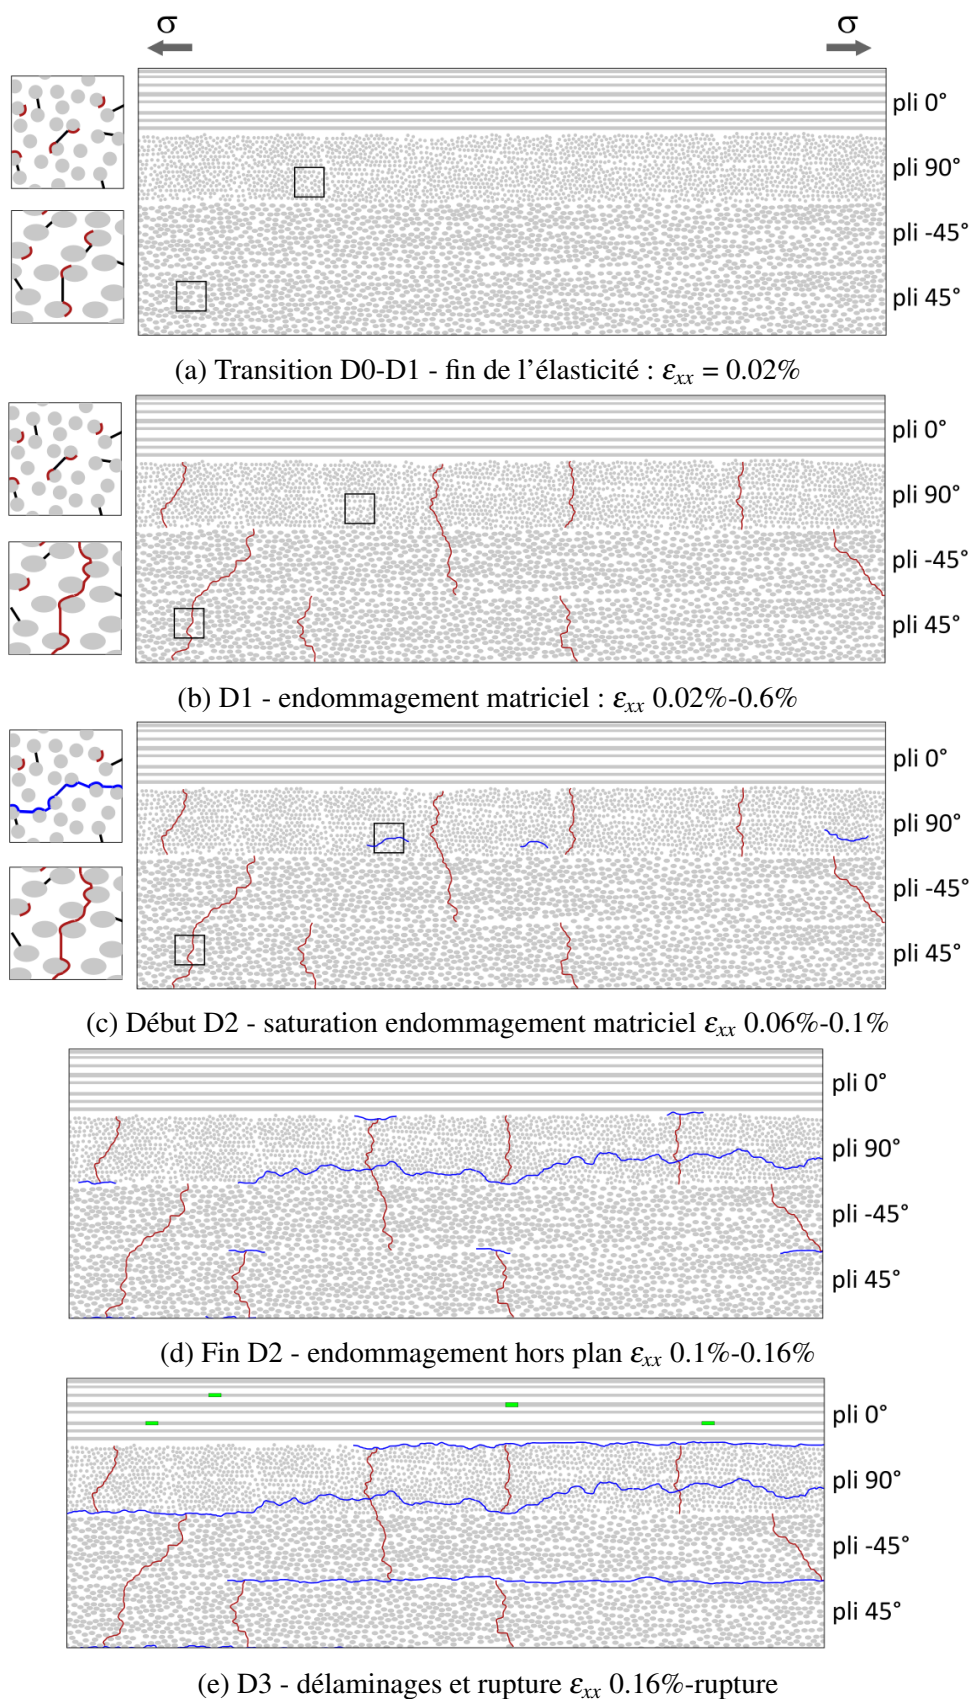 σ σ
pli 0°
pli 90°
pli -45°
pli 45°
(a) Transition D0-D1 - fin de l'élasticité : εxx = 0.02%
pli 0°
pli 90°
pli -45°
pli 45°
(b) D1 - endommagement matriciel : εxx 0.02%-0.6%
pli 0°
pli 90°
pli -45°
pli 45°
(c) Début D2 - saturation endommagement matriciel εxx 0.06%-0.1%
pli 0°
pli 90°
pli -45°
pli 45°
(d) Fin D2 - endommagement hors plan εxx 0.1%-0.16%
pli 0°
pli 90°
pli -45°
pli 45°
(e) D3 - délaminages et rupture εxx 0.16%-rupture